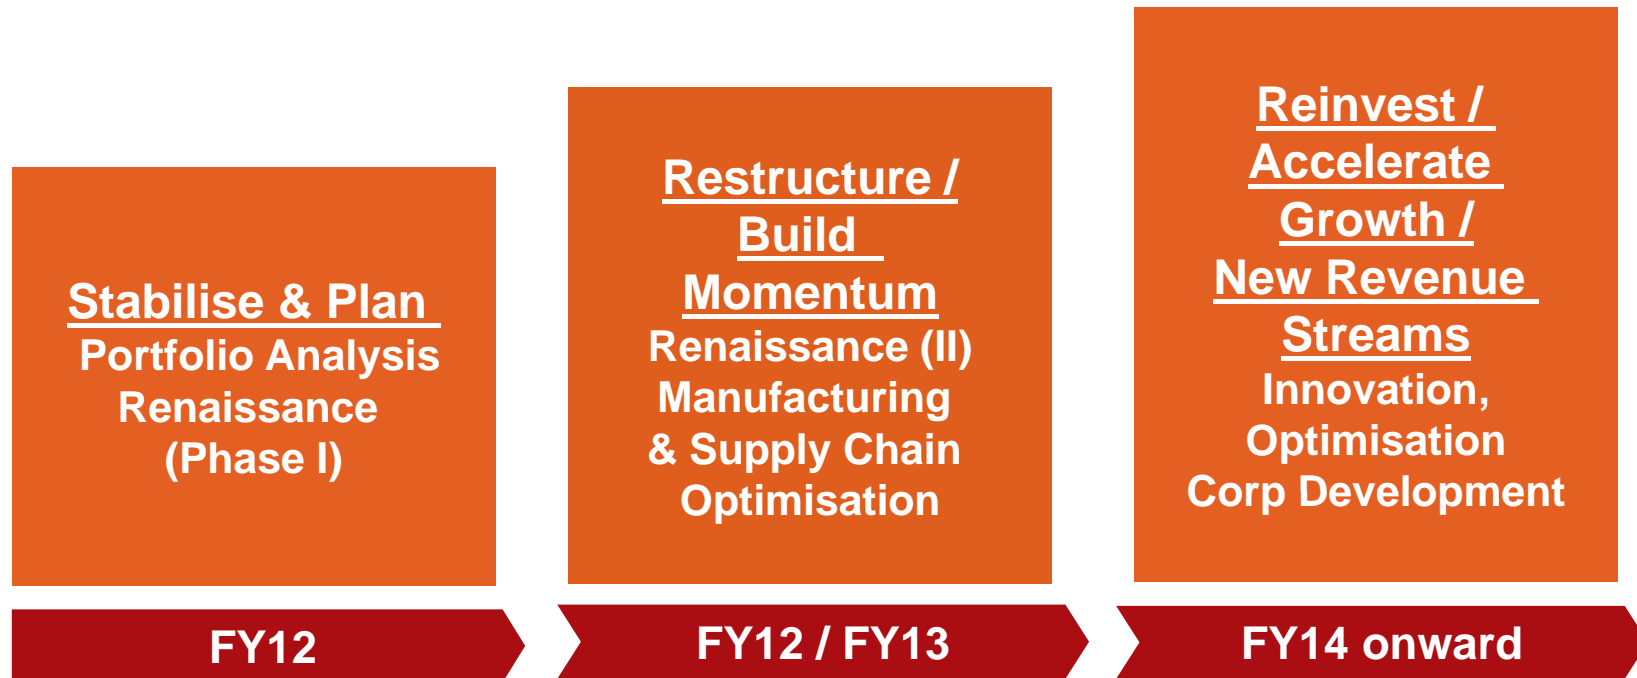 Stabilise & Plan
Portfolio Analysis
Renaissance
(Phase I)
FY12
Restructure /
Build
Momentum
Renaissance (II)
Manufacturing
& Supply Chain
Optimisation
FY12 / FY13
Reinvest /
Accelerate
Growth /
New Revenue
Streams
Innovation,
Optimisation
Corp Development
FY14 onward